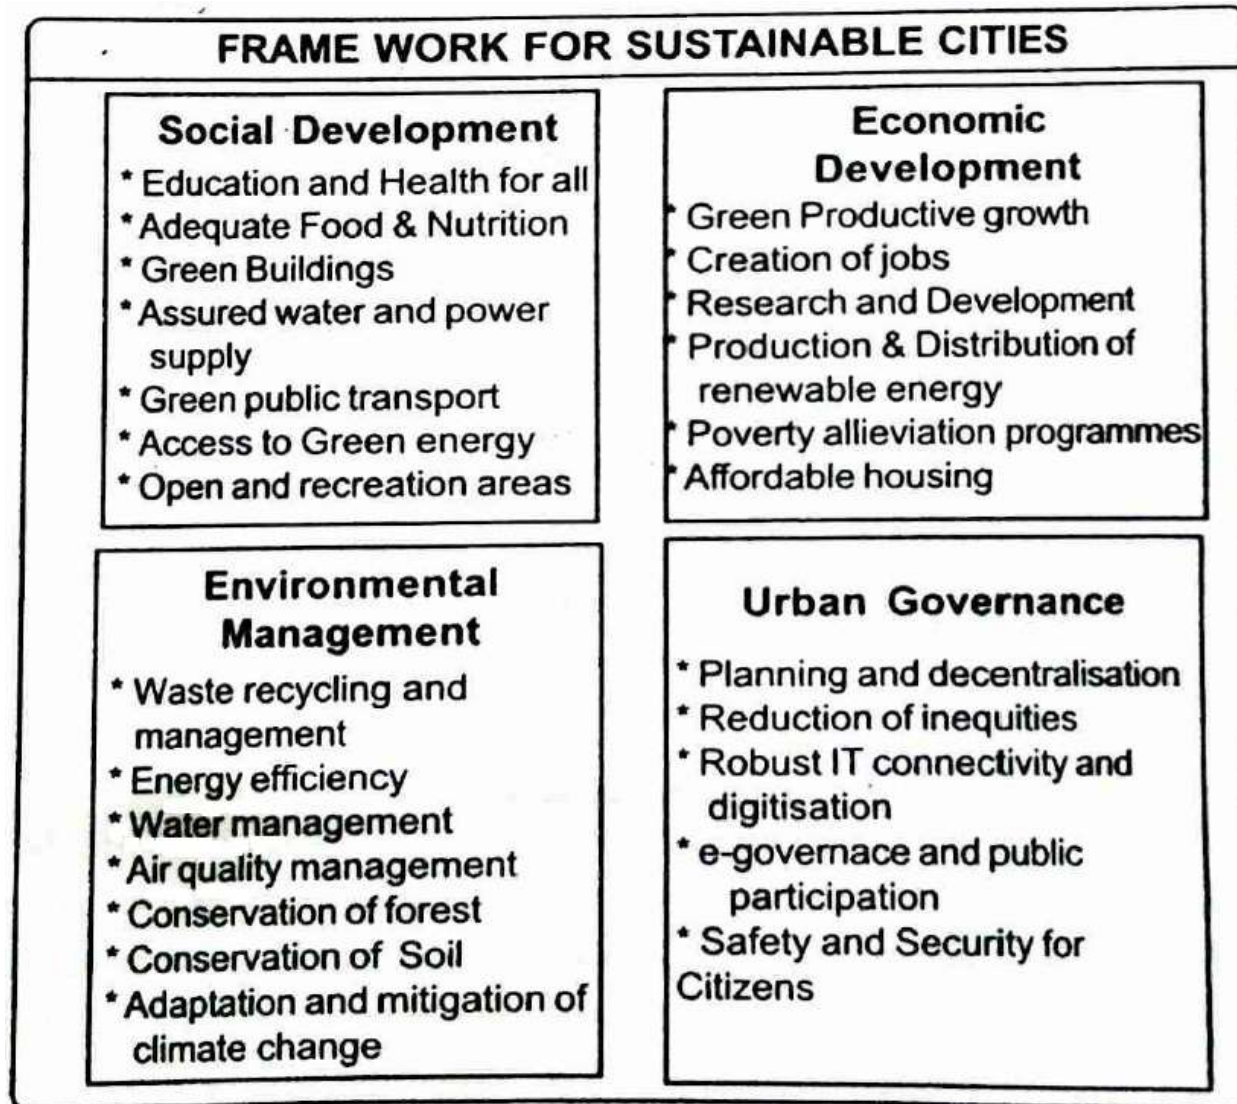 FRAME WORK FOR SUSTAINABLE CITIES
Social Development
* Education and Health for all
* Adequate Food & Nutrition
* Green Buildings
* Assured water and power
supply
* Green public transport
* Access to Green energy
* Open and recreation areas
Economic
Development
* Green Productive growth
* Creation of jobs
* Research and Development
* Production & Distribution of
renewable energy
* Poverty allieviation programmes
* Affordable housing
Environmental
Management
* Waste recycling and
management
* Energy efficiency
* Water management
* Air quality management
* Conservation of forest
* Conservation of Soil
* Adaptation and mitigation of
climate change
Urban Governance
* Planning and decentralisation
* Reduction of inequities
* Robust IT connectivity and
digitisation
* e-governace and public
participation
* Safety and Security for
Citizens